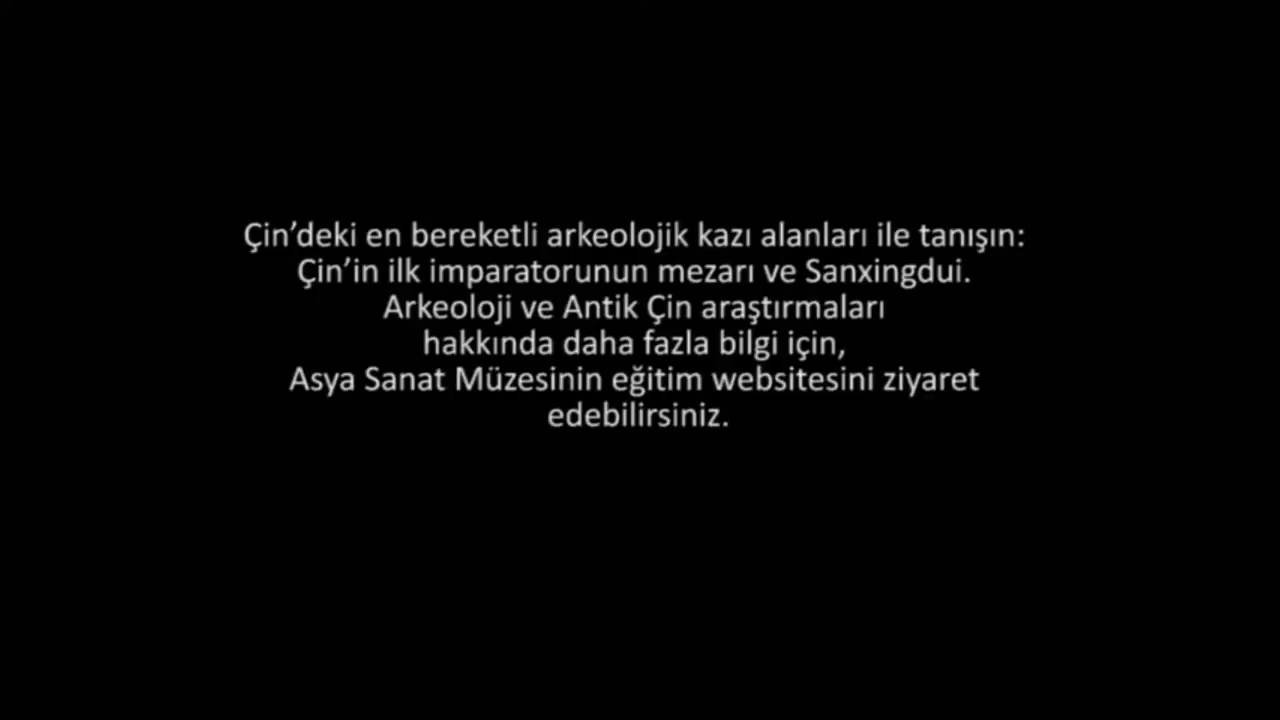 Çin’deki en bereketli arkeolojik kazı alanları ile tanışın:
Çin’in ilk imparatorunun mezarı ve Sanxingdui.
Arkeoloji ve Antik Çin araştırmaları
hakkında daha fazla bilgi için,
Asya Sanat Müzesinin eğitim websitesini ziyaret
edebilirsiniz.